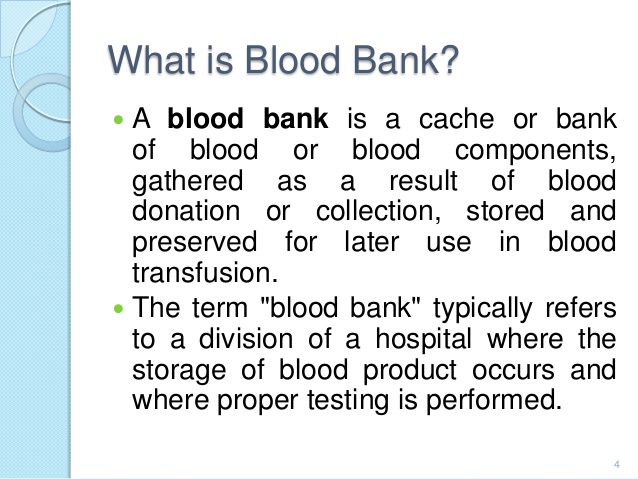 What is Blood Bank?
• A blood bank is a cache or bank
of blood or blood components,
gathered as a result of blood
donation or collection, stored and
preserved for later use in blood
transfusion.
• The term "blood bank" typically refers
to a division of a hospital where the
storage of blood product occurs and
where proper testing is performed.
4